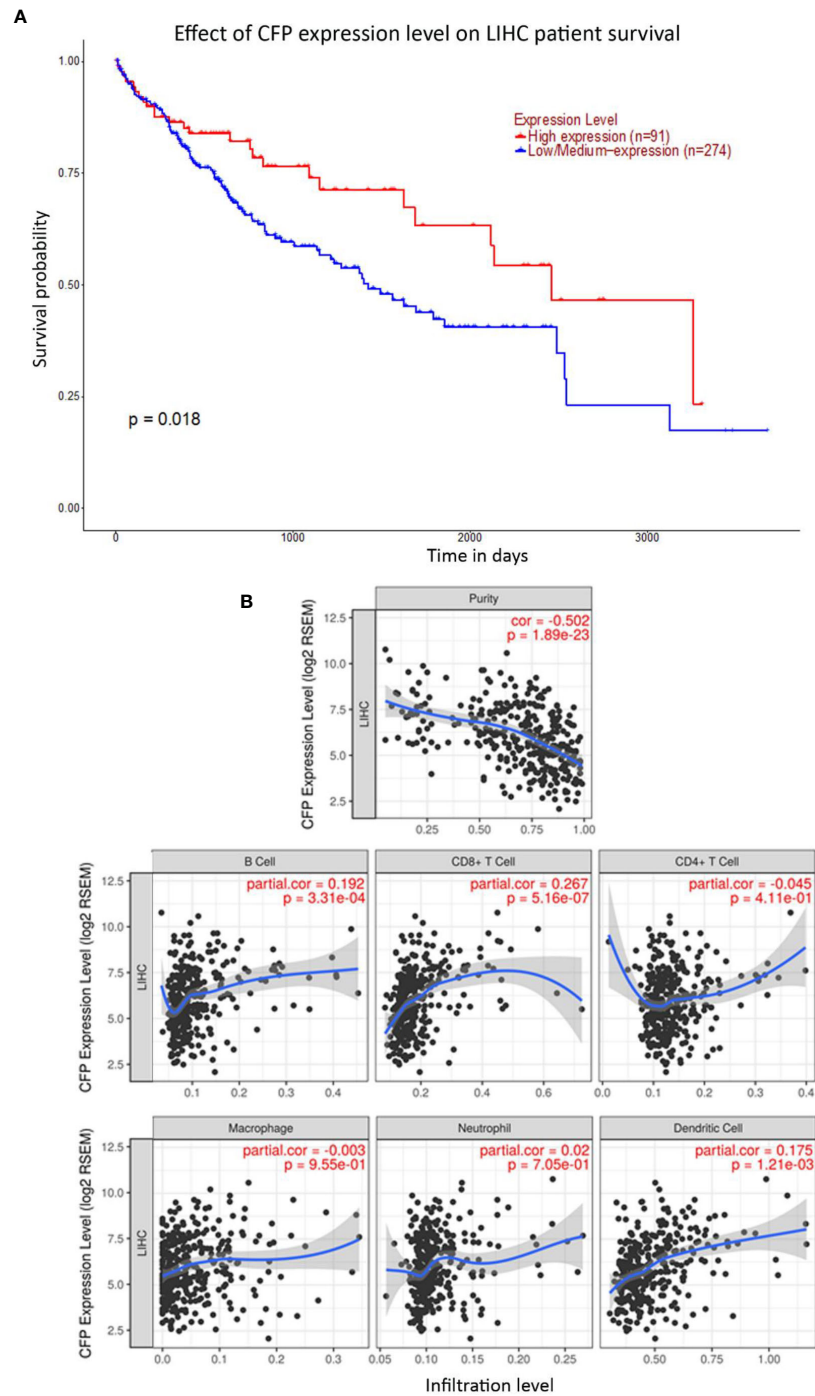 A
Effect of CFP expression level on LIHC patient survival
1.00
0.75
0.50
0.25
0.00
Survival probability
Expression Level
High expression (n=91)
Low/Medium-expression (n=274)
p = 0.018
0
1000
2000
3000
Time in days
B
Purity
cor = -0.502
p = 1.89e-23
CFP Expression Level (log2 RSEM)
LIHC
12.5
10.0
7.5
5.0
2.5
0.25
0.50
0.75
1.00
B Cell
CD8+ T Cell
CD4+ T Cell
partial.cor = 0.192
p = 3.31e-04
partial.cor = 0.267
p = 5.16e-07
partial.cor = -0.045
p = 4.11e-01
CFP Expression Level (log2 RSEM)
LIHC
12.5
10.0
7.5
5.0
2.5
0.1
0.2
0.3
0.4
0.2
0.4
0.6
0.0
0.1
0.2
0.3
0.4
Macrophage
Neutrophil
Dendritic Cell
partial.cor = -0.003
p = 9.55e-01
partial.cor = 0.02
p = 7.05e-01
partial.cor = 0.175
p = 1.21e-03
CFP Expression Level (log2 RSEM)
LIHC
12.5
10.0
7.5
5.0
2.5
0.0
0.1
0.2
0.3
0.05
0.10
0.15
0.20
0.25
0.50
0.75
1.00
Infiltration level